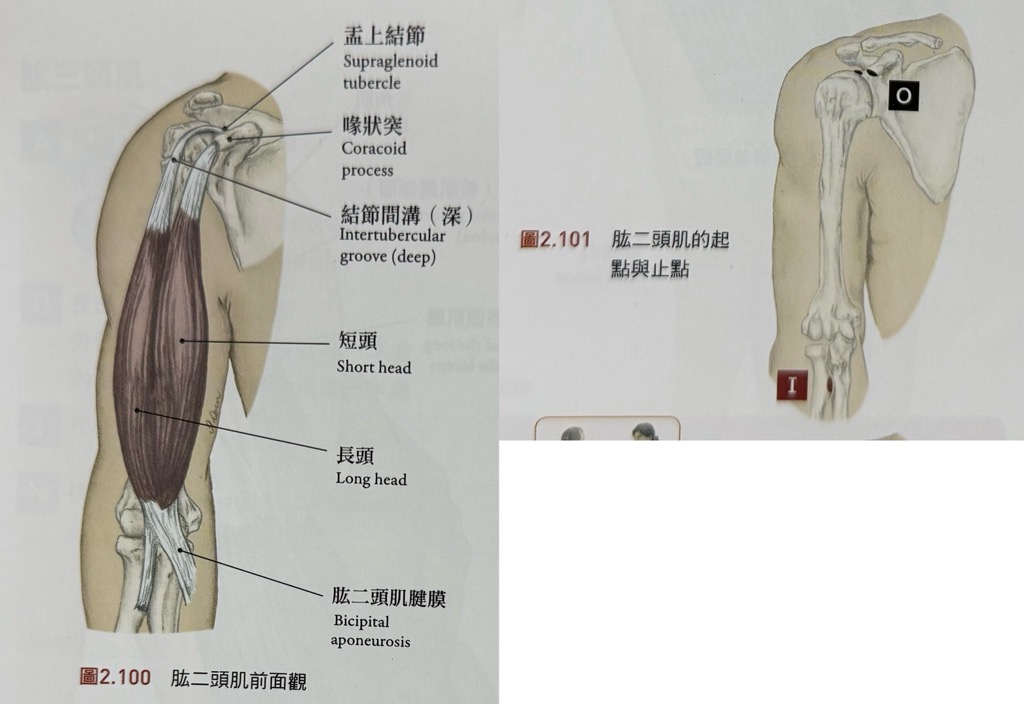 盂上結節
Supraglenoid
tubercle
喙狀突
Coracoid
process
結節間溝（深）
Intertubercular
groove (deep)
短頭
Short head
長頭
Long head
肱二頭肌腱膜
Bicipital
aponeurosis
圖2.100 肱二頭肌前面觀
O
圖2.101 肱二頭肌的起
點與止點
I